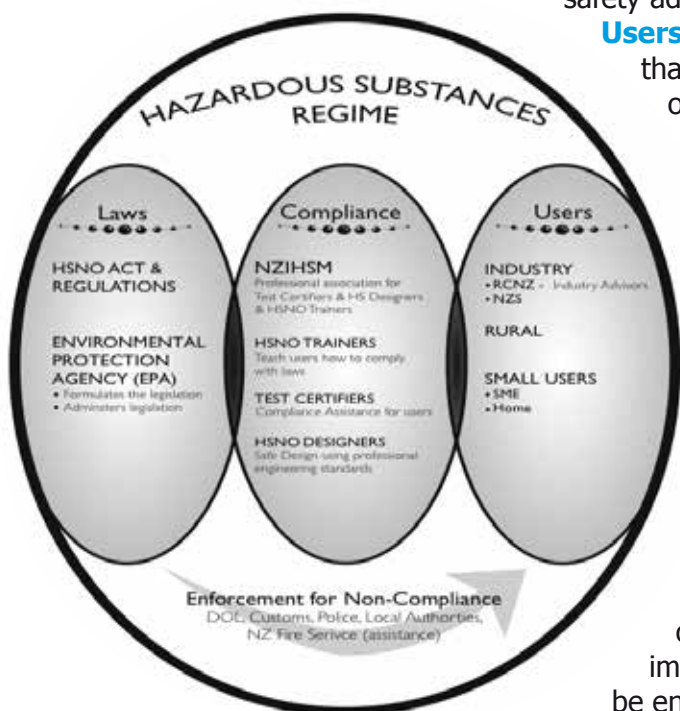 safety ad
Users
tha
o
HAZARDOUS SUBSTANCES
REGIME
Laws
HSNO ACT &
REGULATIONS
ENVIRONMENTAL
PROTECTION
AGENCY (EPA)
• Formulates the legislation
• Administers legislation
Compliance
NZIHSM
Professional association for
Test Certifiers & HS Designers
& HSNO Trainers
HSNO TRAINERS
Teach users how to comply
with laws
TEST CERTIFIERS
Compliance Assistance for users
HSNO DESIGNERS
Safe Design using professional
engineering standards
Users
INDUSTRY
• RCNZ - Industry Advisors
• NZS
RURAL
SMALL USERS
• SME
• Home
Enforcement for Non-Compliance
DOL, Customs, Police, Local Authorties,
NZ Fire Serivce (assistance)
im
be en